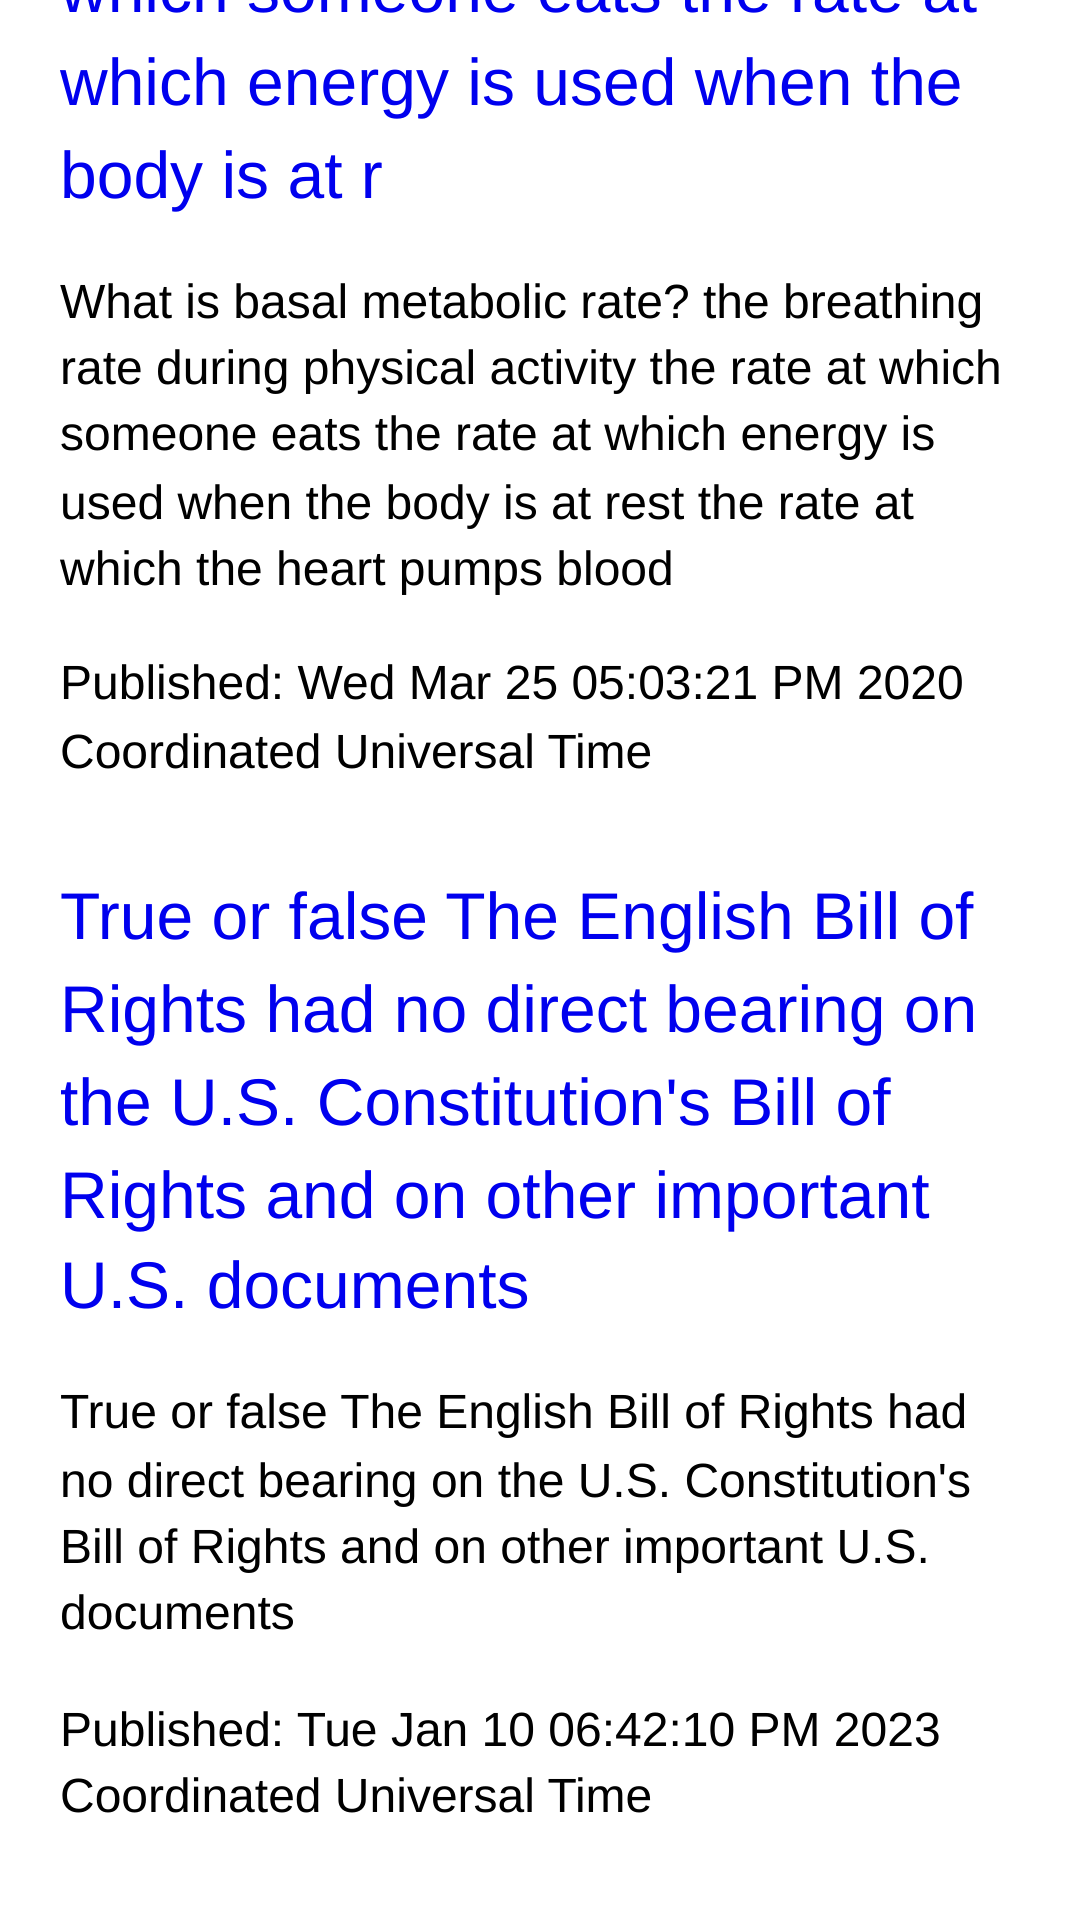 which someone eats the rate at
which energy is used when the
body is at r
What is basal metabolic rate? the breathing
rate during physical activity the rate at which
someone eats the rate at which energy is
used when the body is at rest the rate at
which the heart pumps blood
Published: Wed Mar 25 05:03:21 PM 2020
Coordinated Universal Time
True or false The English Bill of
Rights had no direct bearing on
the U.S. Constitution's Bill of
Rights and on other important
U.S. documents
True or false The English Bill of Rights had
no direct bearing on the U.S. Constitution's
Bill of Rights and on other important U.S.
documents
Published: Tue Jan 10 06:42:10 PM 2023
Coordinated Universal Time